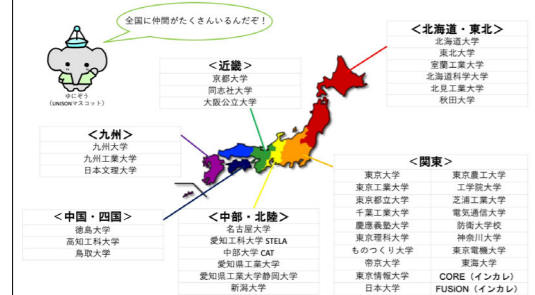 全国に仲間がたくさんいるんだぞ！
ゆにぞう
（UNISONマスコット）
＜北海道・東北＞
北海道大学
東北大学
室蘭工業大学
北海道科学大学
北見工業大学
秋田大学
＜近畿＞
京都大学
同志社大学
大阪公立大学
＜九州＞
九州大学
九州工業大学
日本文理大学
＜中国・四国＞
徳島大学
高知工科大学
鳥取大学
＜中部・北陸＞
名古屋大学
愛知工科大学 STELA
中部大学 CAT
愛知県工業大学
愛知県工業大学静岡大学
新潟大学
＜関東＞
東京大学 東京農工大学
東京工業大学 工学院大学
東京都立大学 芝浦工業大学
千葉工業大学 電気通信大学
慶應義塾大学 防衛大学校
東京理科大学 神奈川大学
ものつくり大学 東京電機大学
帝京大学 東海大学
東京情報大学 CORE（インカレ）
日本大学 FUSiON（インカレ）